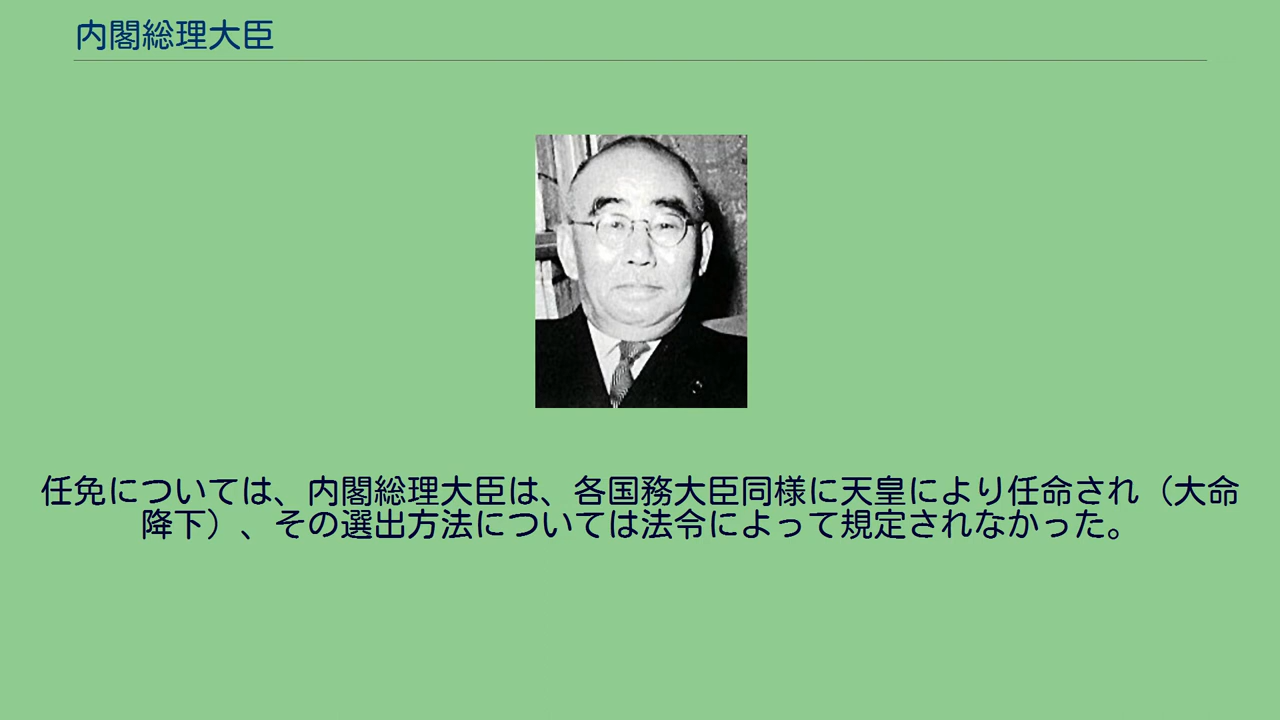 内閣総理大臣
任免については、内閣総理大臣は、各国務大臣同様に天皇により任命され（大命
降下）、その選出方法については法令によって規定されなかった。